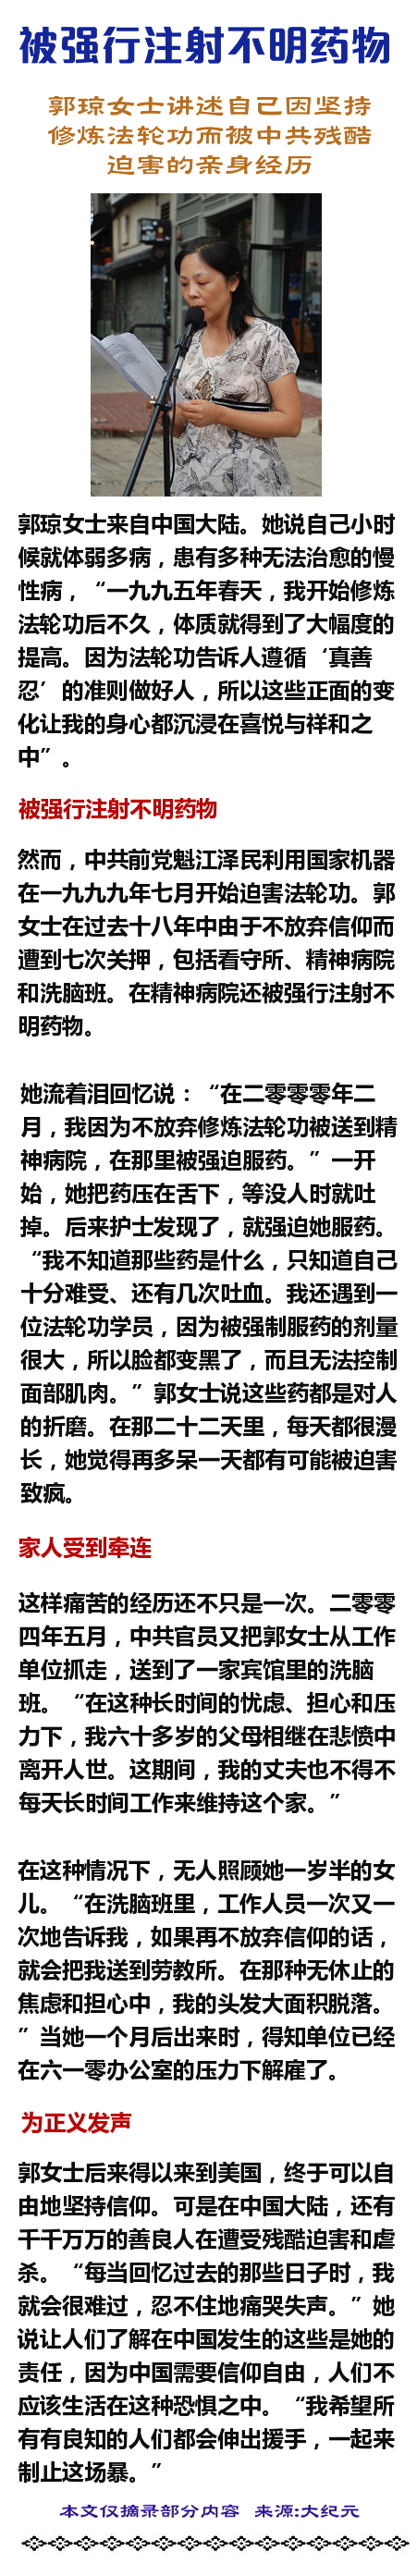 被强行注射不明药物
郭琼女士讲述自己因坚持
修炼法轮功而被中共残酷
迫害的亲身经历
郭琼女士来自中国大陆。她说自己小时
候就体弱多病，患有多种无法治愈的慢
性病，“一九九五年春天，我开始修炼
法轮功后不久，体质就得到了大幅度的
提高。因为法轮功告诉人遵循‘真善
忍’的准则做好人，所以这些正面的变
化让我的身心都沉浸在喜悦与祥和之
中”。
被强行注射不明药物
然而，中共前党魁江泽民利用国家机器
在一九九九年七月开始迫害法轮功。郭
女士在过去十八年中由于不放弃信仰而
遭到七次关押，包括看守所、精神病院
和洗脑班。在精神病院还被强行注射不
明药物。
她流着泪回忆说：“在二零零零年二
月，我因为不放弃修炼法轮功被送到精
神病院，在那里被强迫服药。”一开
始，她把药压在舌下，等没人时就吐
掉。后来护士发现了，就强迫她服药。
“我不知道那些药是什么，只知道自己
十分难受、还有几次吐血。我还遇到一
位法轮功学员，因为被强制服药的剂量
很大，所以脸都变黑了，而且无法控制
面部肌肉。”郭女士说这些药都是对人
的折磨。在那二十二天里，每天都很漫
长，她觉得再多呆一天都有可能被迫害
致疯。
家人受到牵连
这样痛苦的经历还不只是一次。二零零
四年五月，中共官员又把郭女士从工作
单位抓走，送到了一家宾馆里的洗脑
班。“在这种长时间的忧虑、担心和压
力下，我六十多岁的父母相继在悲愤中
离开人世。这期间，我的丈夫也不得不
每天长时间工作来维持这个家。”
在这种情况下，无人照顾她一岁半的女
儿。“在洗脑班里，工作人员一次又一
次地告诉我，如果再不放弃信仰的话，
就会把我送到劳教所。在那种无休止的
焦虑和担心中，我的头发大面积脱落。
”当她一个月后出来时，得知单位已经
在六一零办公室的压力下解雇了。
为正义发声
郭女士后来得以来到美国，终于可以自
由地坚持信仰。可是在中国大陆，还有
千千万万的善良人在遭受残酷迫害和虐
杀。“每当回忆过去的那些日子时，我
就会很难过，忍不住地痛哭失声。”她
说让人们了解在中国发生的这些是她的
责任，因为中国需要信仰自由，人们不
应该生活在这种恐惧之中。“我希望所
有有良知的人们都会伸出援手，一起来
制止这场暴。”
本文仅摘录部分内容 来源:大纪元